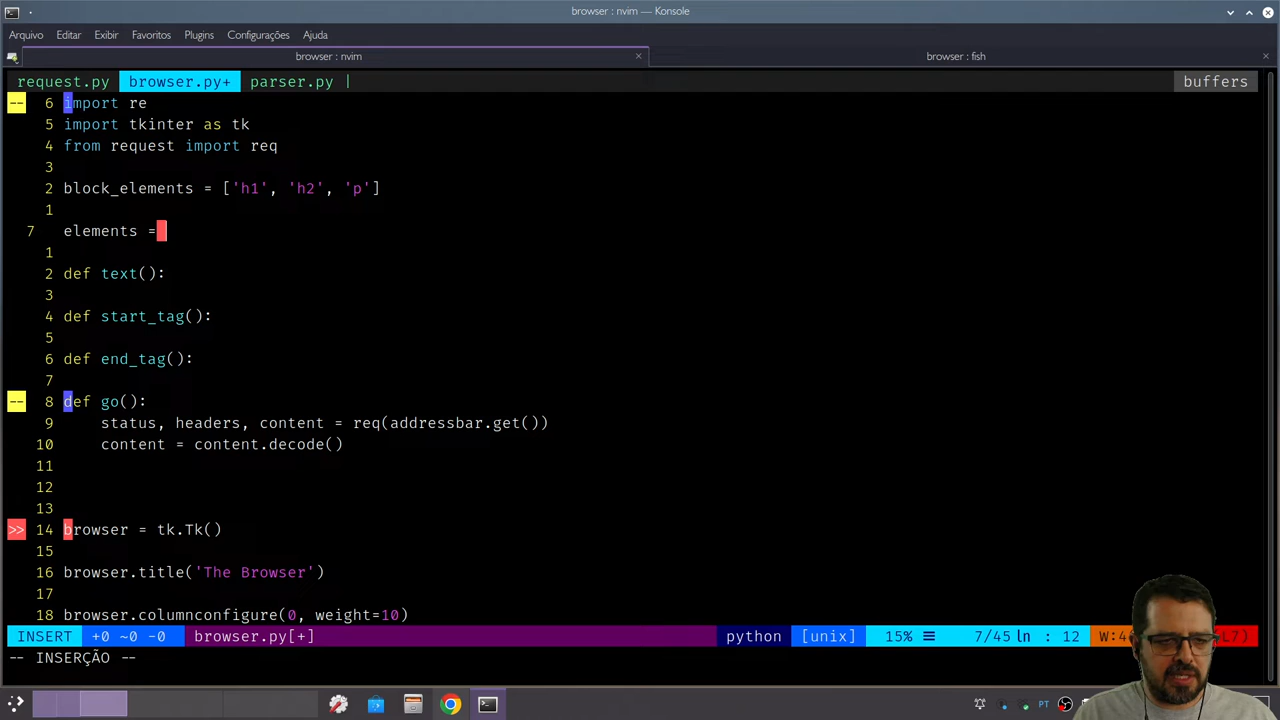 browser : nvim — Konsole
Arquivo Editar Exibir Favoritos Plugins Configurações Ajuda
browser : nvim browser : fish
request.py browser.py+ parser.py | buffers
-- 6 import re
5 import tkinter as tk
4 from request import req
3
2 block_elements = ['h1', 'h2', 'p']
1
7 elements =
1
2 def text():
3
4 def start_tag():
5
6 def end_tag():
7
-- 8 def go():
9 status, headers, content = req(addressbar.get())
10 content = content.decode()
11
12
13
>> 14 browser = tk.Tk()
15
16 browser.title('The Browser')
17
18 browser.columnconfigure(0, weight=10)
INSERT +0 ~0 -0 browser.py[+] python [unix] 15% ≡ 7/45 ln : 12
-- INSERÇÃO --
PT